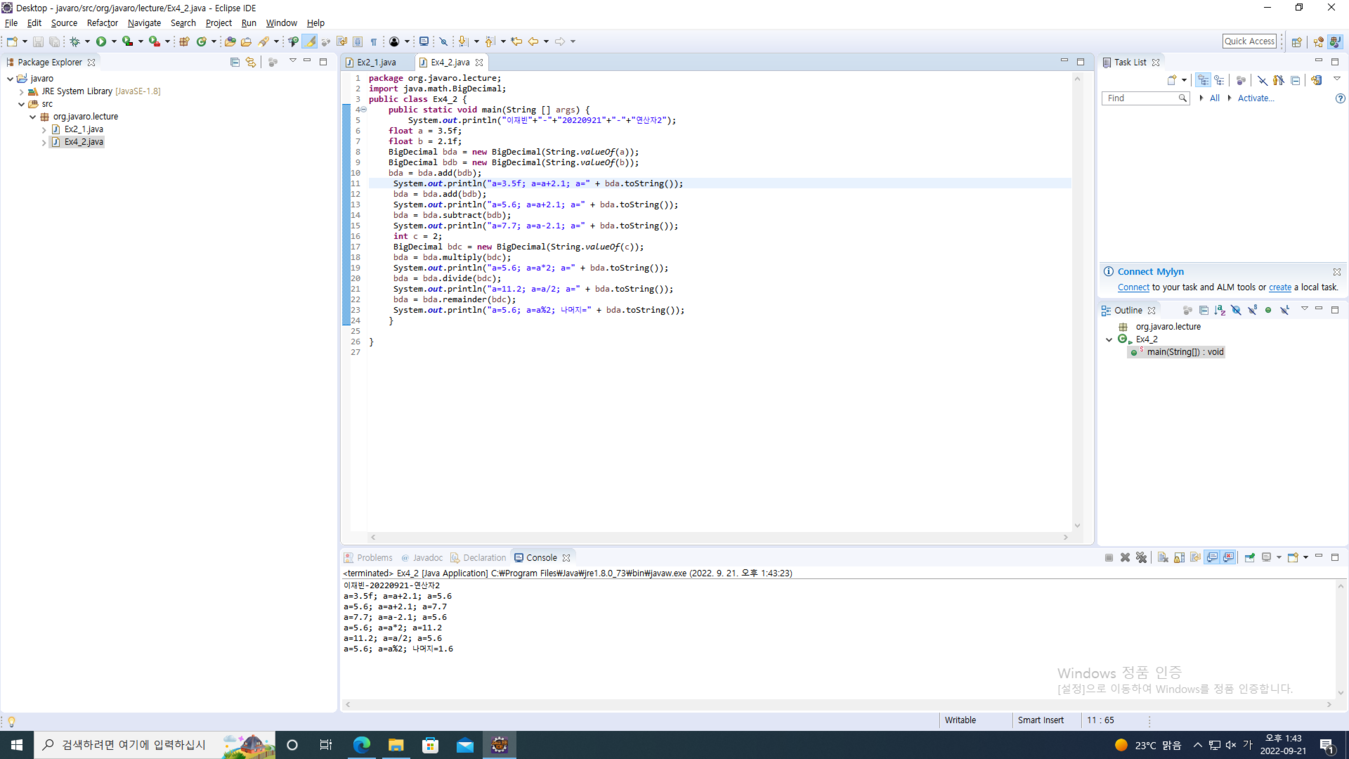 Desktop - javaro/src/org/javaro/lecture/Ex4_2.java - Eclipse IDE
File Edit Source Refactor Navigate Search Project Run Window Help
Quick Access
Package Explorer
javaro
JRE System Library [JavaSE-1.8]
src
org.javaro.lecture
Ex2_1.java
Ex4_2.java
Ex2_1.java Ex4_2.java
1 package org.javaro.lecture;
2 import java.math.BigDecimal;
3 public class Ex4_2 {
4 public static void main(String [] args) {
5 System.out.println("이재빈"+"-"+"20220921"+"-"+"연산자2");
6 float a = 3.5f;
7 float b = 2.1f;
8 BigDecimal bda = new BigDecimal(String.valueOf(a));
9 BigDecimal bdb = new BigDecimal(String.valueOf(b));
10 bda = bda.add(bdb);
11 System.out.println("a=3.5f; a=a+2.1; a=" + bda.toString());
12 bda = bda.add(bdb);
13 System.out.println("a=5.6; a=a+2.1; a=" + bda.toString());
14 bda = bda.subtract(bdb);
15 System.out.println("a=7.7; a=a-2.1; a=" + bda.toString());
16 int c = 2;
17 BigDecimal bdc = new BigDecimal(String.valueOf(c));
18 bda = bda.multiply(bdc);
19 System.out.println("a=5.6; a=a*2; a=" + bda.toString());
20 bda = bda.divide(bdc);
21 System.out.println("a=11.2; a=a/2; a=" + bda.toString());
22 bda = bda.remainder(bdc);
23 System.out.println("a=5.6; a=a%2; 나머지=" + bda.toString());
24 }
25
26 }
27
Task List
Find All Activate...
Connect Mylyn
Connect to your task and ALM tools or create a local task.
Outline
org.javaro.lecture
Ex4_2
main(String[]) : void
Problems Javadoc Declaration Console
<terminated> Ex4_2 [Java Application] C:₩Program Files₩Java₩jre1.8.0_73₩bin₩javaw.exe (2022. 9. 21. 오후 1:43:23)
이재빈-20220921-연산자2
a=3.5f; a=a+2.1; a=5.6
a=5.6; a=a+2.1; a=7.7
a=7.7; a=a-2.1; a=5.6
a=5.6; a=a*2; a=11.2
a=11.2; a=a/2; a=5.6
a=5.6; a=a%2; 나머지=1.6
Windows 정품 인증
[설정]으로 이동하여 Windows를 정품 인증합니다.
Writable Smart Insert 11 : 65
검색하려면 여기에 입력하십시
23°C 맑음 가 오후 1:43
2022-09-21
1